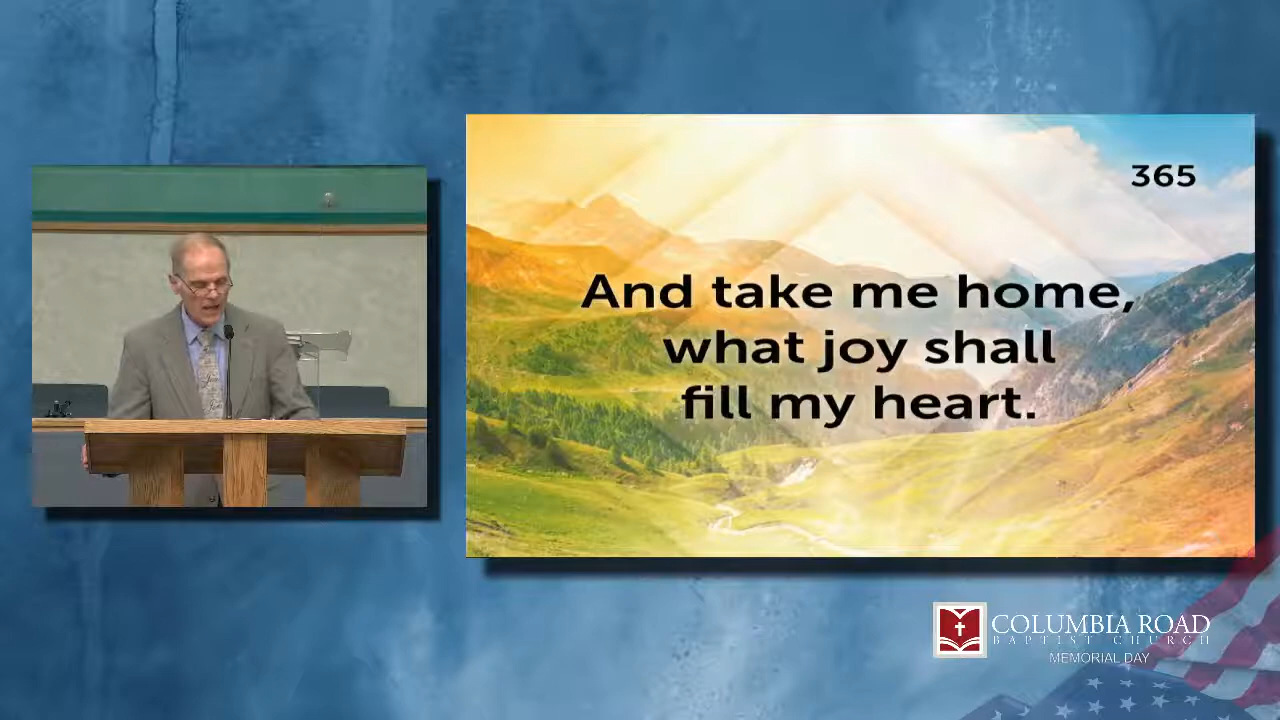 365
And take me home,
what joy shall
fill my heart.
COLUMBIA ROAD
BAPTIST CHURCH
MEMORIAL DAY